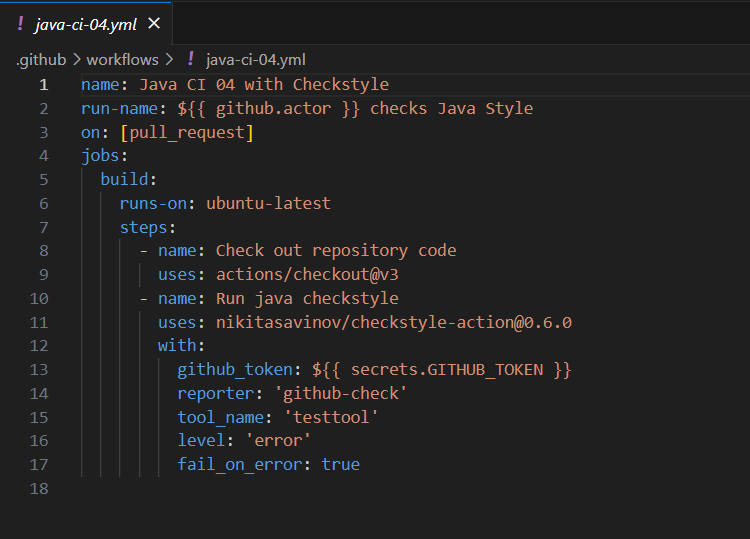 ! java-ci-04.yml ×
.github > workflows > ! java-ci-04.yml
1 name: Java CI 04 with Checkstyle
2 run-name: ${{ github.actor }} checks Java Style
3 on: [pull_request]
4 jobs:
5   build:
6     runs-on: ubuntu-latest
7     steps:
8       - name: Check out repository code
9         uses: actions/checkout@v3
10       - name: Run java checkstyle
11         uses: nikitasavinov/checkstyle-action@0.6.0
12         with:
13           github_token: ${{ secrets.GITHUB_TOKEN }}
14           reporter: 'github-check'
15           tool_name: 'testtool'
16           level: 'error'
17           fail_on_error: true
18